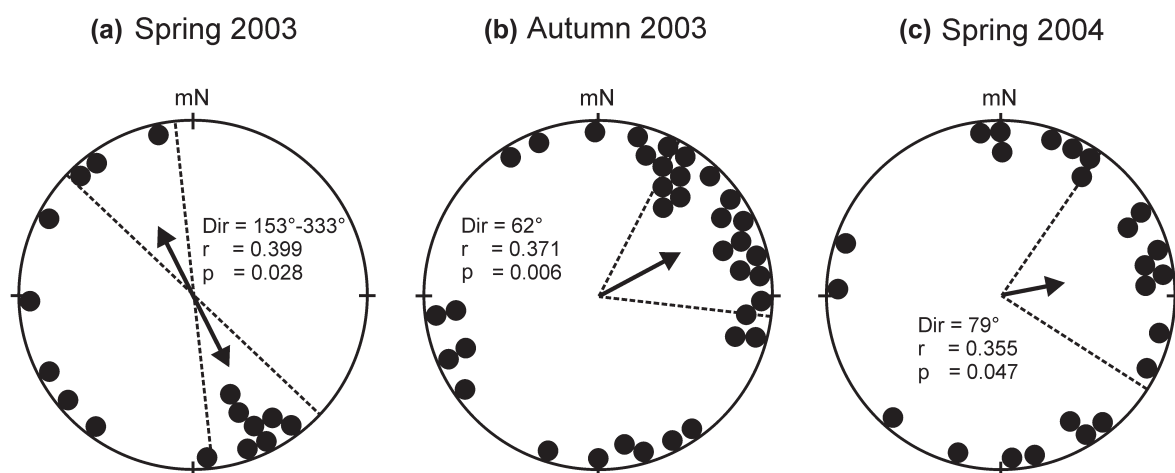 (a) Spring 2003
mN
Dir = 153°-333°
r = 0.399
p = 0.028
(b) Autumn 2003
mN
Dir = 62°
r = 0.371
p = 0.006
(c) Spring 2004
mN
Dir = 79°
r = 0.355
p = 0.047